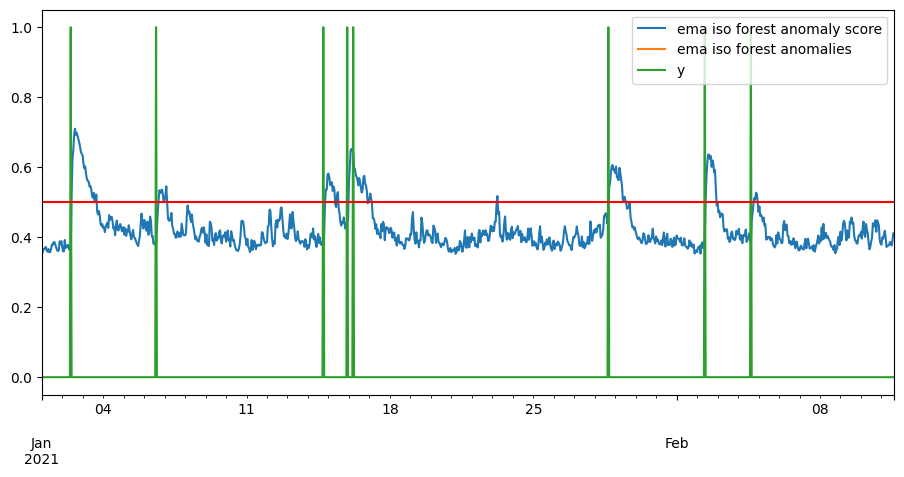 1.0
0.8
0.6
0.4
0.2
0.0
ema iso forest anomaly score
ema iso forest anomalies
y
04
11
18
25
08
Jan
2021
Feb